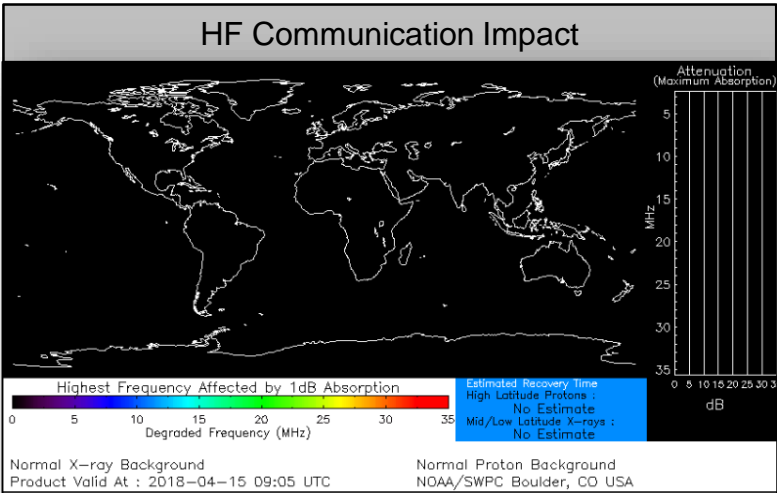 HF Communication Impact
Attenuation
(Maximum Absorption)
5
10
15
20
25
30
35
MHz
0 5 10 15 20 25 30 3
dB
Highest Frequency Affected by 1dB Absorption
0 5 10 15 20 25 30 35
Degraded Frequency (MHz)
Estimated Recovery Time
High Latitude Protons :
No Estimate
Mid/Low Latitude X-rays :
No Estimate
Normal X-ray Background
Product Valid At : 2018-04-15 09:05 UTC
Normal Proton Background
NOAA/SWPC Boulder, CO USA